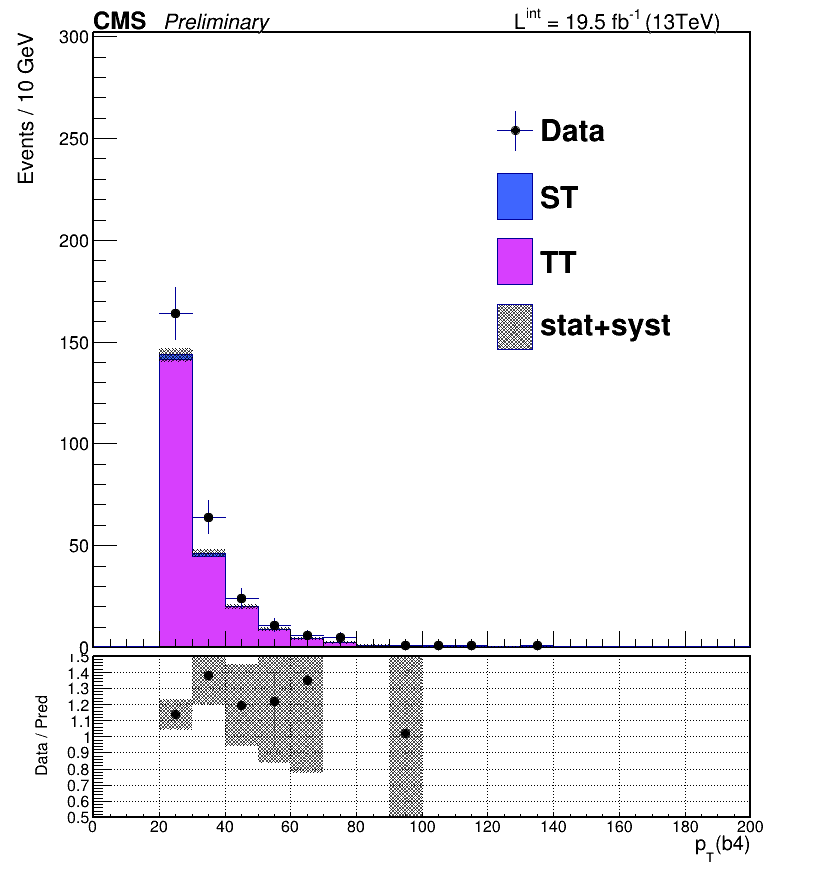 CMS Preliminary L^int = 19.5 fb^-1 (13TeV)
Events / 10 GeV
300
250
200
150
100
50
0
Data
ST
TT
stat+syst
Data / Pred
1.5
1.4
1.3
1.2
1.1
1
0.9
0.8
0.7
0.6
0.5
0 20 40 60 80 100 120 140 160 180 200
p_T(b4)